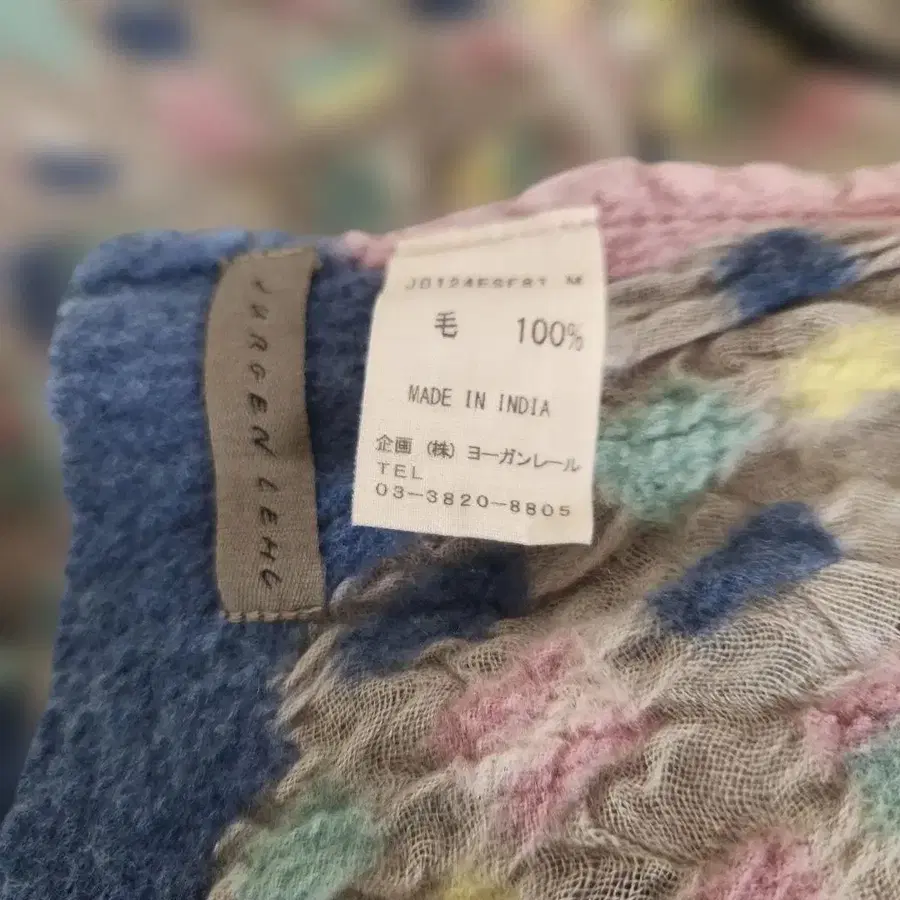 JURGEN LEHL
毛 100%
MADE IN INDIA
企画 (株) ヨーガンレール
TEL
03-3820-8805